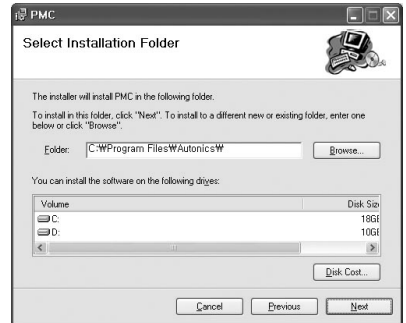 PMC
Select Installation Folder
The installer will install PMC in the following folder.
To install in this folder, click "Next". To install to a different new or existing folder, enter one
below or click "Browse".
Folder: C:₩Program Files₩Autonics₩ Browse...
You can install the software on the following drives:
Volume Disk Size
C: 18GB
D: 10GB
Disk Cost...
Cancel Previous Next